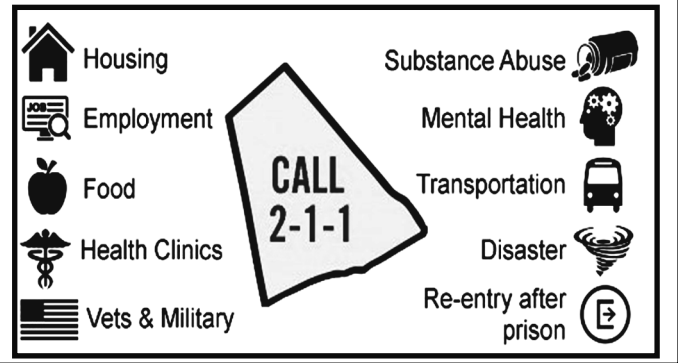 Housing
Employment
Food
Health Clinics
Vets & Military
CALL
2-1-1
Substance Abuse
Mental Health
Transportation
Disaster
Re-entry after
prison
JOB